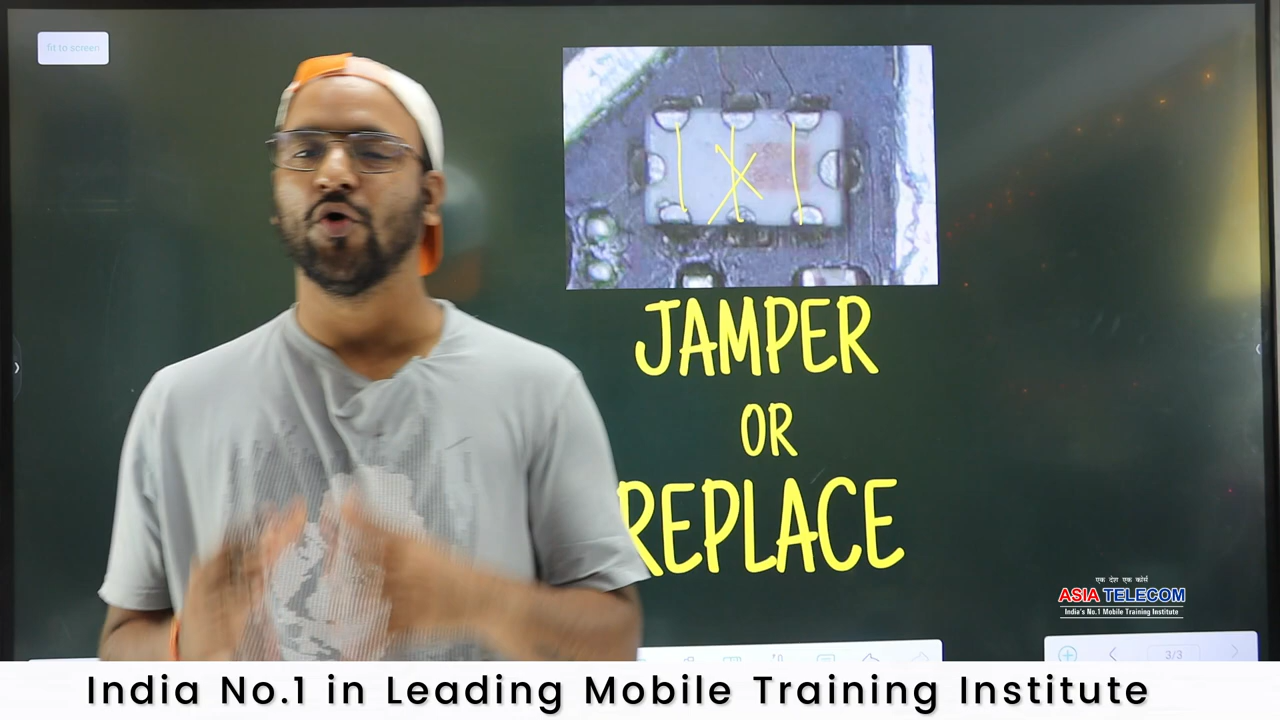 fit to screen
JAMPER
OR
REPLACE
एक देश एक कोर्स
ASIA TELECOM
India's No.1 Mobile Training Institute
3/3
India No.1 in Leading Mobile Training Institute